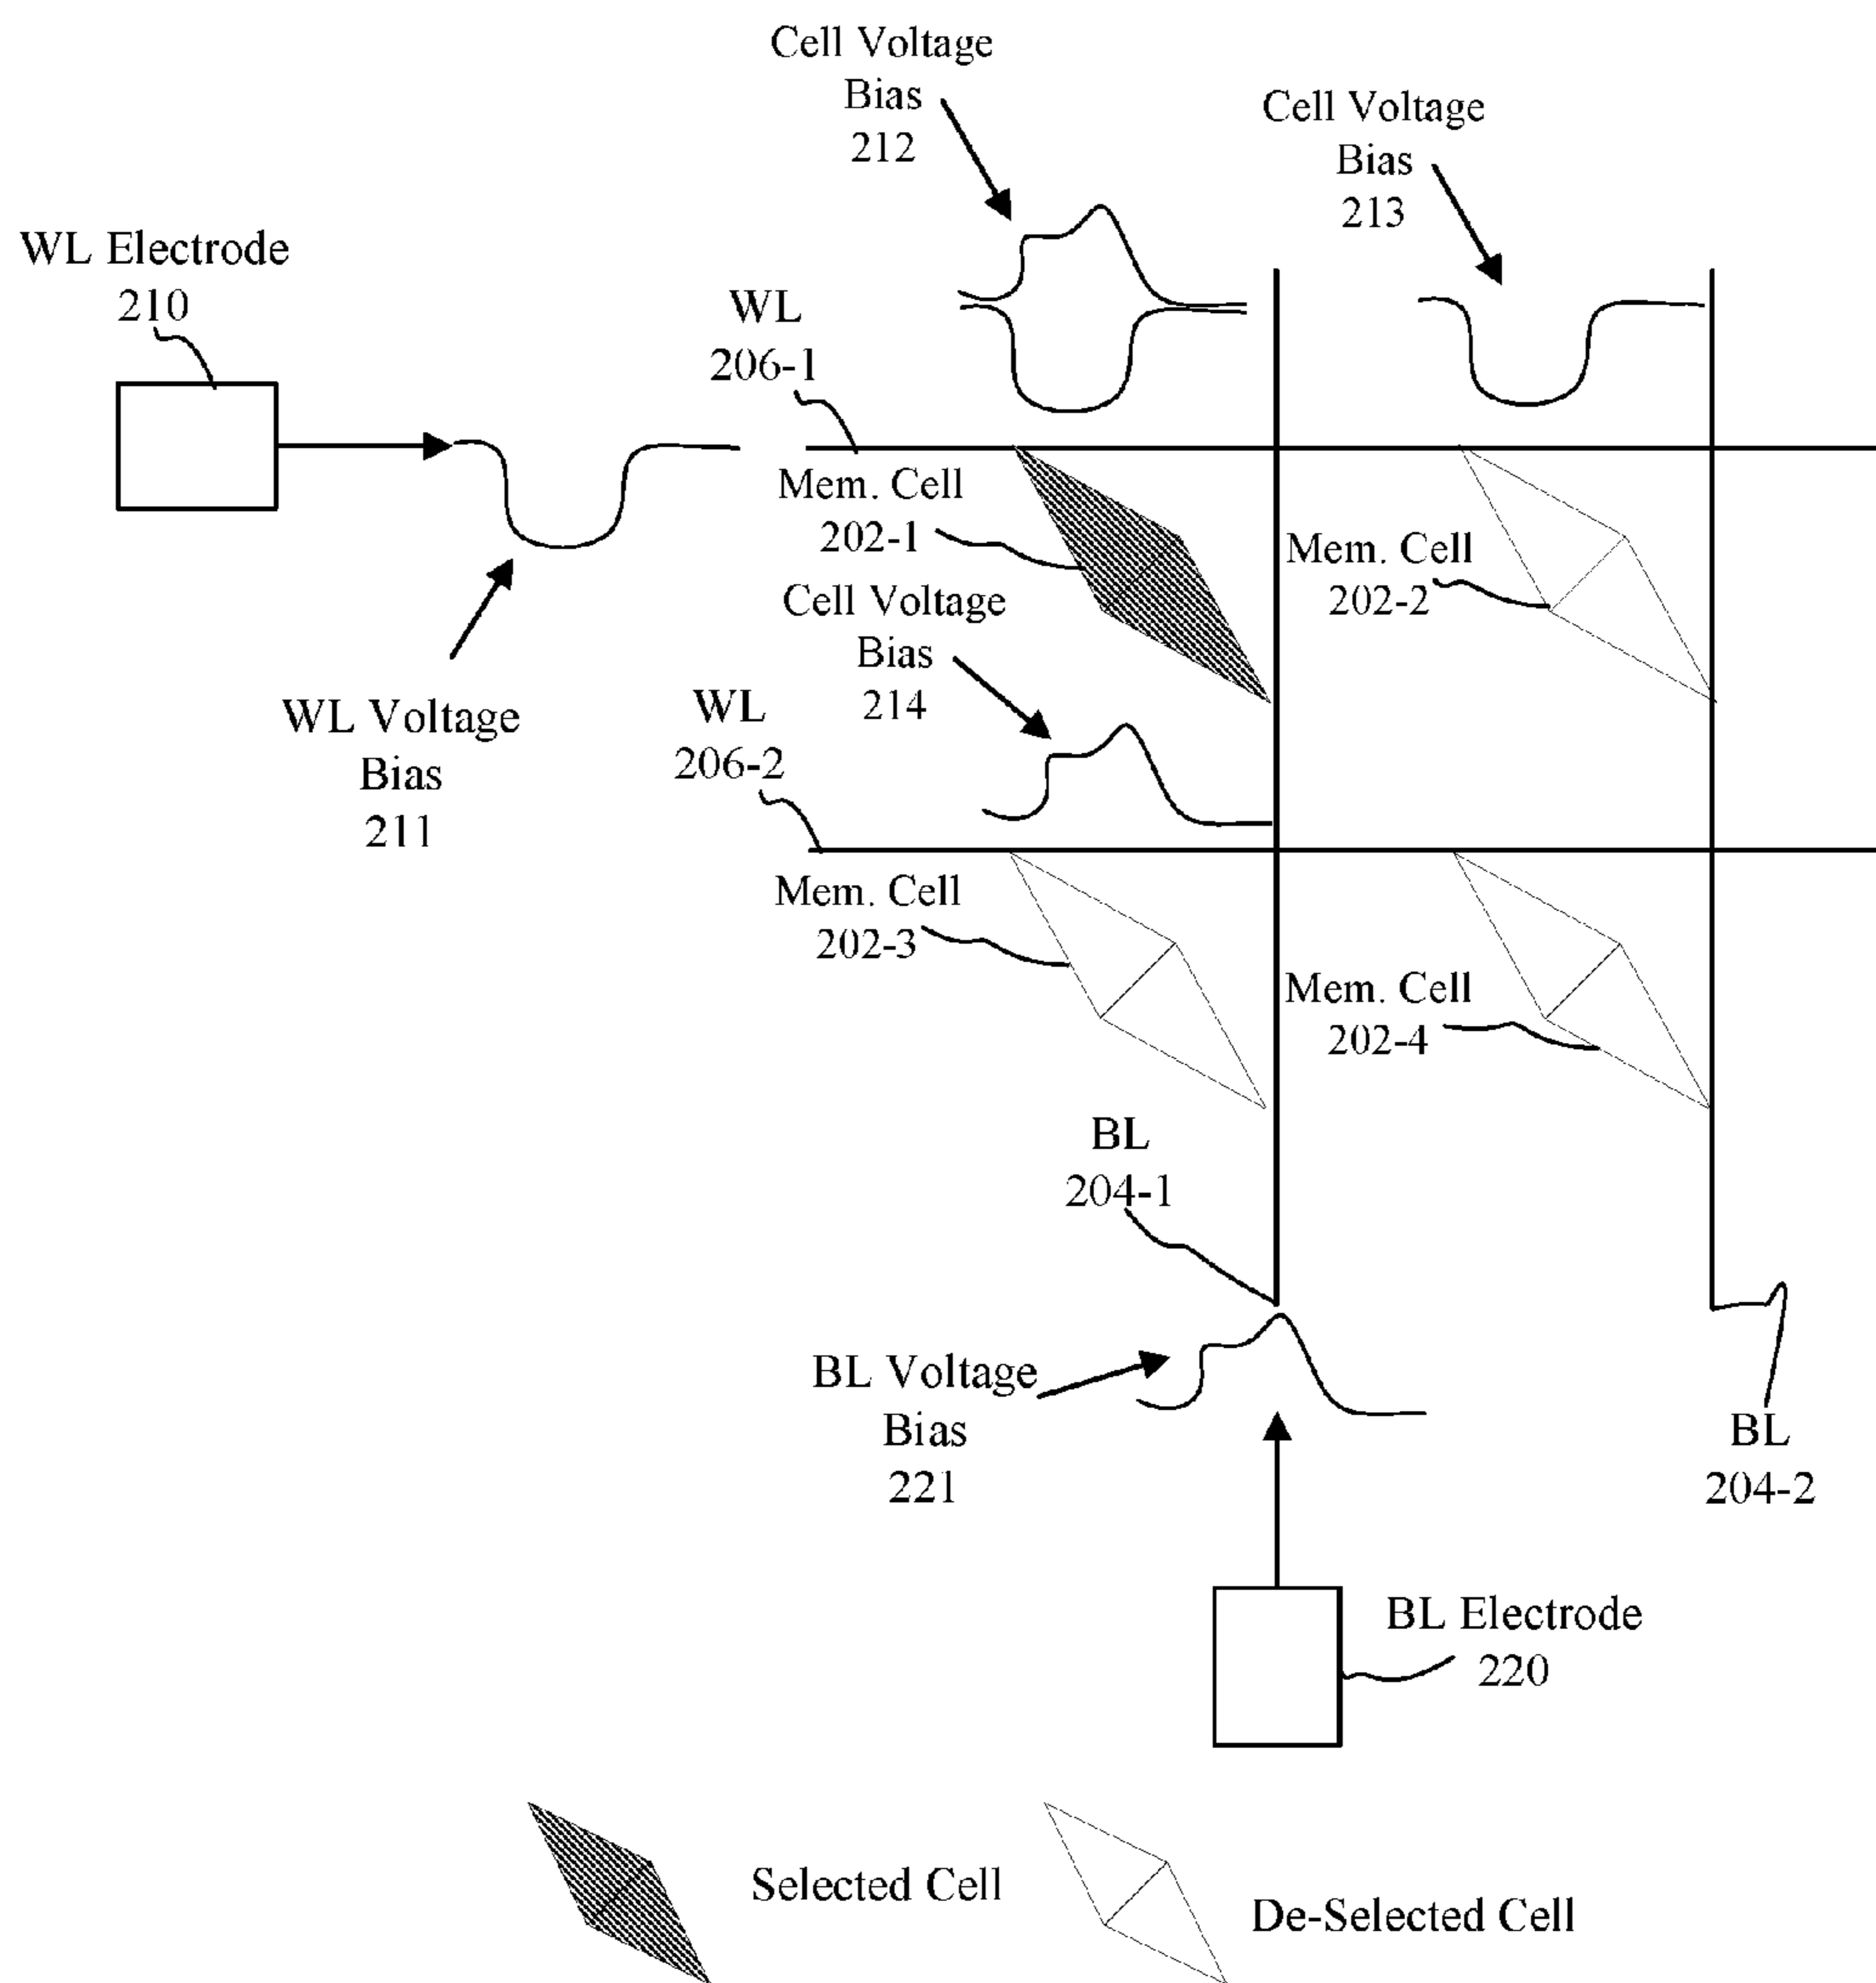 Cell Voltage
Bias
212
Cell Voltage
Bias
213
WL Electrode
210
WL
206-1
Mem. Cell
202-1
Mem. Cell
202-2
Cell Voltage
Bias
214
WL Voltage
Bias
211
WL
206-2
Mem. Cell
202-3
Mem. Cell
202-4
BL
204-1
BL Voltage
Bias
221
BL
204-2
BL Electrode
220
Selected Cell
De-Selected Cell